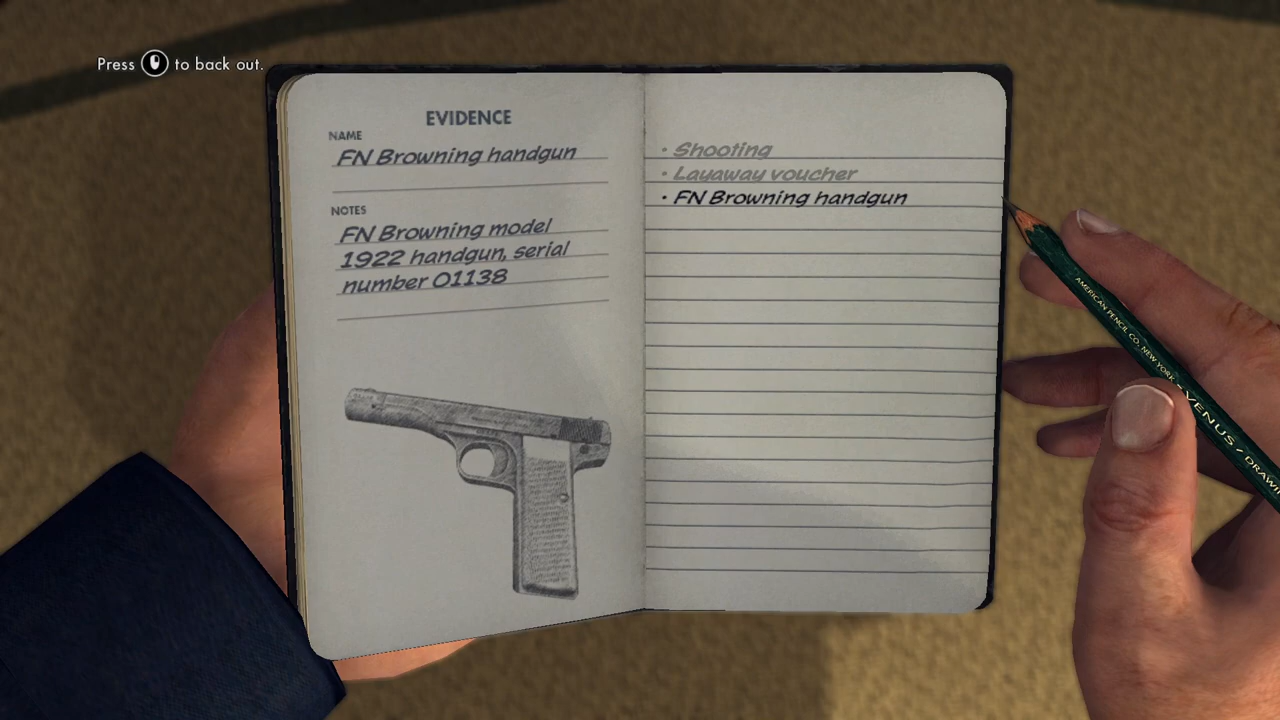 Press to back out.
EVIDENCE
NAME
FN Browning handgun
NOTES
FN Browning model
1922 handgun, serial
number 01138
· Shooting
· Layaway voucher
· FN Browning handgun
AMERICAN PENCIL CO. NEW YORK VENUS / DRAWIN